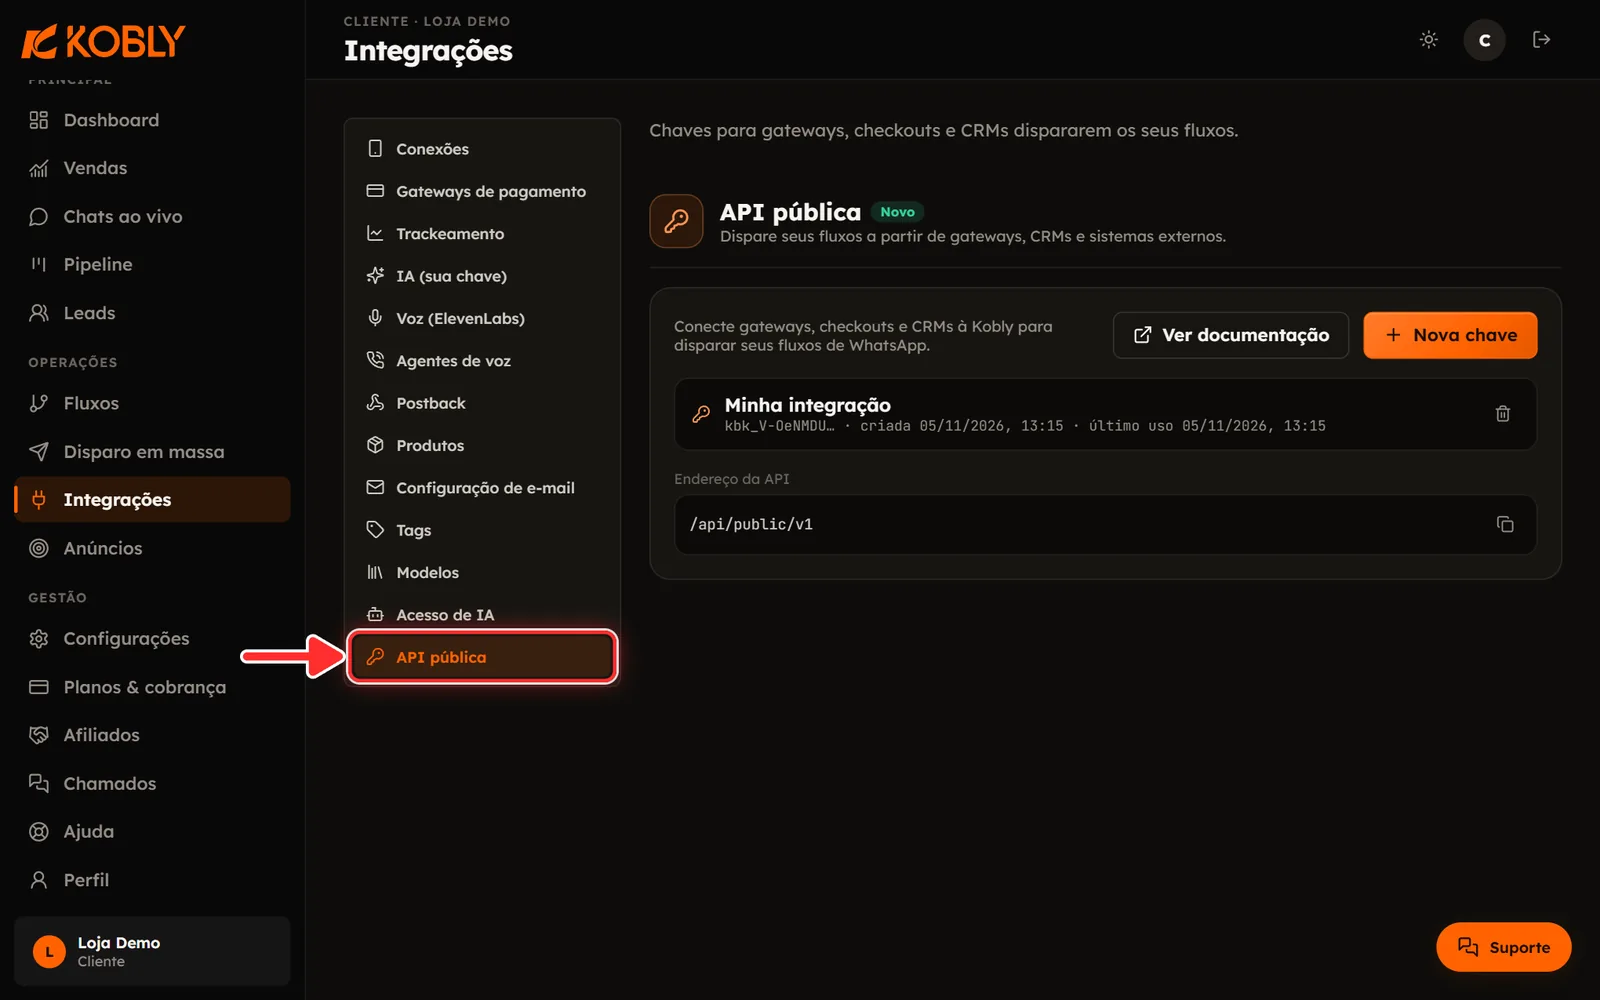 KOBLY
PRINCIPAL
Dashboard
Vendas
Chats ao vivo
Pipeline
Leads
OPERAÇÕES
Fluxos
Disparo em massa
Integrações
Anúncios
GESTÃO
Configurações
Planos & cobrança
Afiliados
Chamados
Ajuda
Perfil
L
Loja Demo
Cliente
CLIENTE · LOJA DEMO
Integrações
C
Conexões
Gateways de pagamento
Trackeamento
IA (sua chave)
Voz (ElevenLabs)
Agentes de voz
Postback
Produtos
Configuração de e-mail
Tags
Modelos
Acesso de IA
API pública
Chaves para gateways, checkouts e CRMs dispararem os seus fluxos.
API pública Novo
Dispare seus fluxos a partir de gateways, CRMs e sistemas externos.
Conecte gateways, checkouts e CRMs à Kobly para
disparar seus fluxos de WhatsApp.
Ver documentação
+ Nova chave
Minha integração
kbk_V-OeNMDU… · criada 05/11/2026, 13:15 · último uso 05/11/2026, 13:15
Endereço da API
/api/public/v1
Suporte